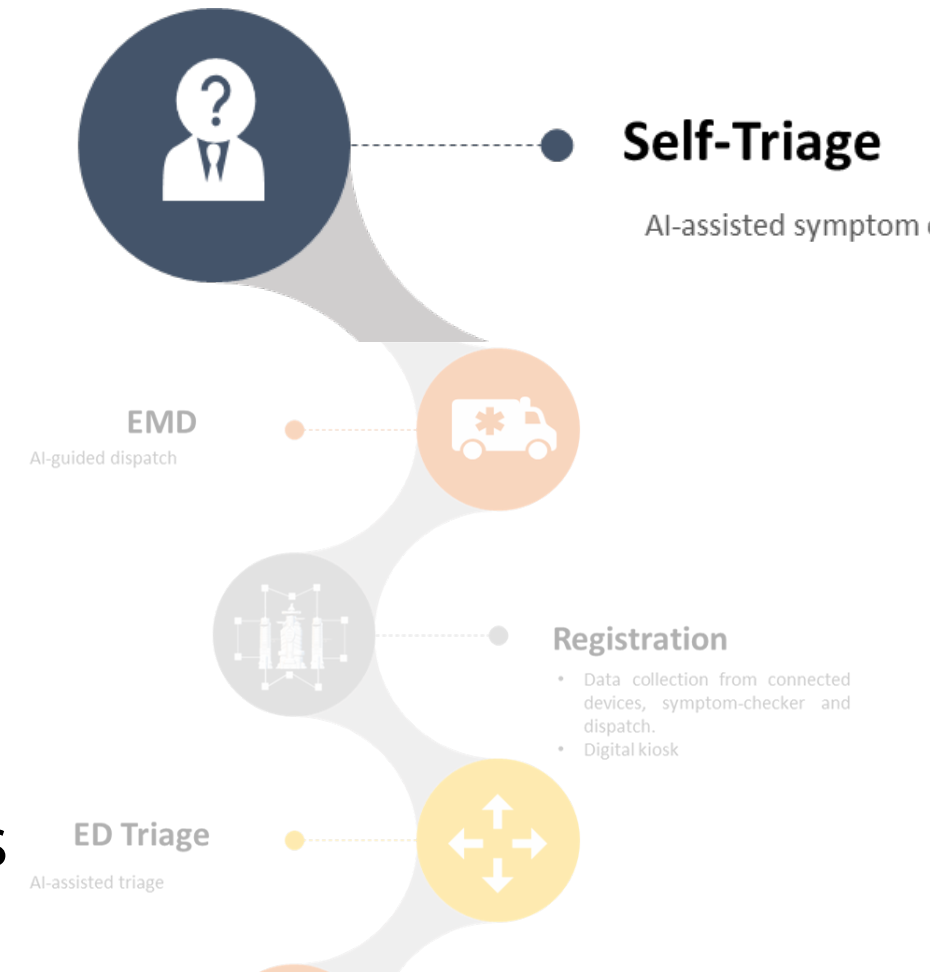 ?
Self-Triage
AI-assisted symptom
EMD
AI-guided dispatch
Registration
• Data collection from connected
devices, symptom-checker and
dispatch.
• Digital kiosk
s
ED Triage
AI-assisted triage